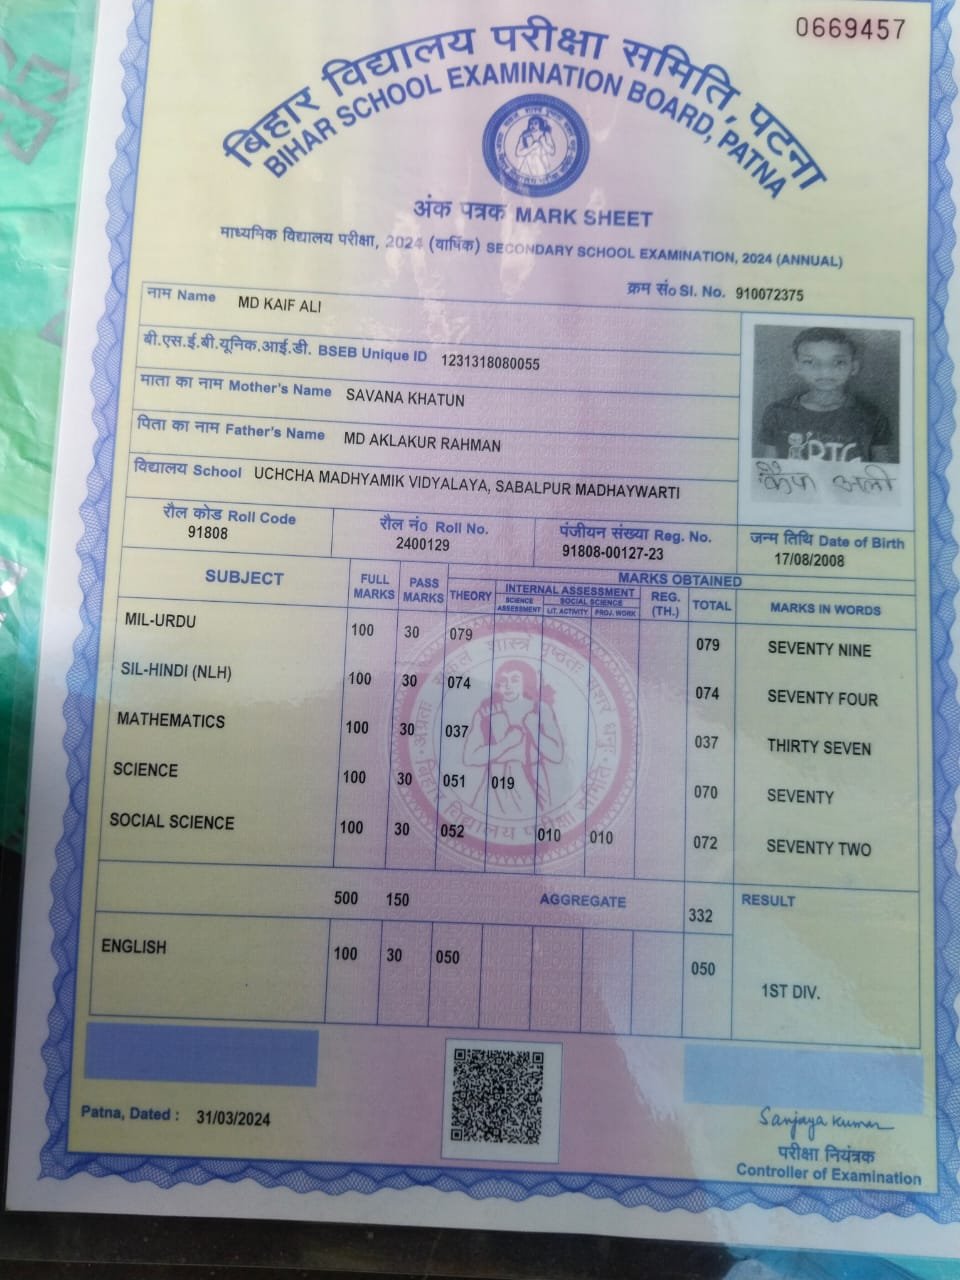 0669457
बिहार विद्यालय परीक्षा समिति, पटना
BIHAR SCHOOL EXAMINATION BOARD, PATNA
अंक पत्रक MARK SHEET
माध्यमिक विद्यालय परीक्षा, 2024 (वार्षिक) SECONDARY SCHOOL EXAMINATION, 2024 (ANNUAL)
क्रम सं० Sl. No. 910072375
नाम Name MD KAIF ALI
बी.एस.ई.बी.यूनिक.आई.डी. BSEB Unique ID 1231318080055
माता का नाम Mother's Name SAVANA KHATUN
पिता का नाम Father's Name MD AKLAKUR RAHMAN
विद्यालय School UCHCHA MADHYAMIK VIDYALAYA, SABALPUR MADHAYWARTI
अली
रौल कोड Roll Code रौल नं० Roll No. पंजीयन संख्या Reg. No. जन्म तिथि Date of Birth
91808 2400129 91808-00127-23 17/08/2008
SUBJECT FULL MARKS PASS MARKS MARKS OBTAINED
THEORY INTERNAL ASSESSMENT REG. (TH.) TOTAL MARKS IN WORDS
SCIENCE ASSESSMENT SOCIAL SCIENCE LIT. ACTIVITY PROJ. WORK
MIL-URDU 100 30 079 079 SEVENTY NINE
SIL-HINDI (NLH) 100 30 074 074 SEVENTY FOUR
MATHEMATICS 100 30 037 037 THIRTY SEVEN
SCIENCE 100 30 051 019 070 SEVENTY
SOCIAL SCIENCE 100 30 052 010 010 072 SEVENTY TWO
500 150 AGGREGATE 332 RESULT
ENGLISH 100 30 050 050
1ST DIV.
बिहार विद्यालय परीक्षा समिति
Patna, Dated : 31/03/2024
Sanjaya Kumar
परीक्षा नियंत्रक
Controller of Examination